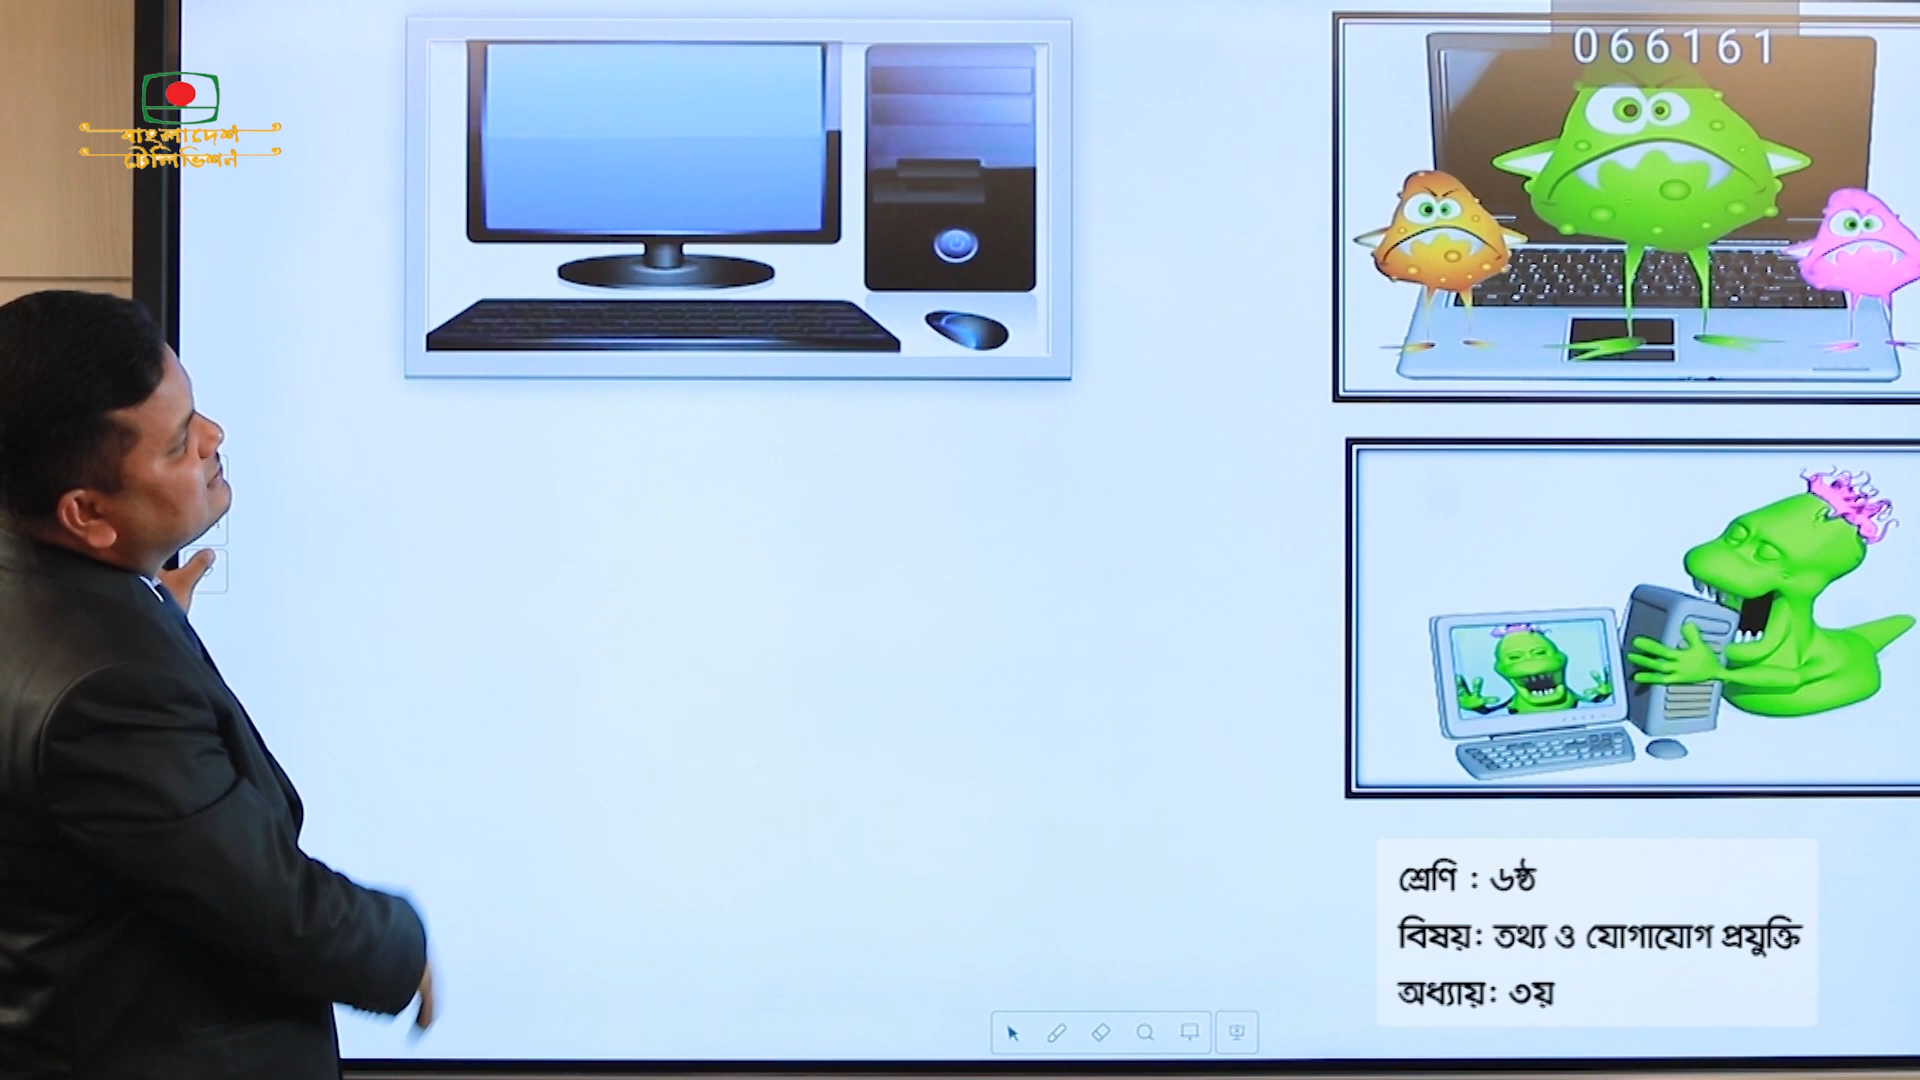 বাংলাদেশ
টেলিভিশন
066161
শ্রেণি : ৬ষ্ঠ
বিষয়: তথ্য ও যোগাযোগ প্রযুক্তি
অধ্যায়: ৩য়